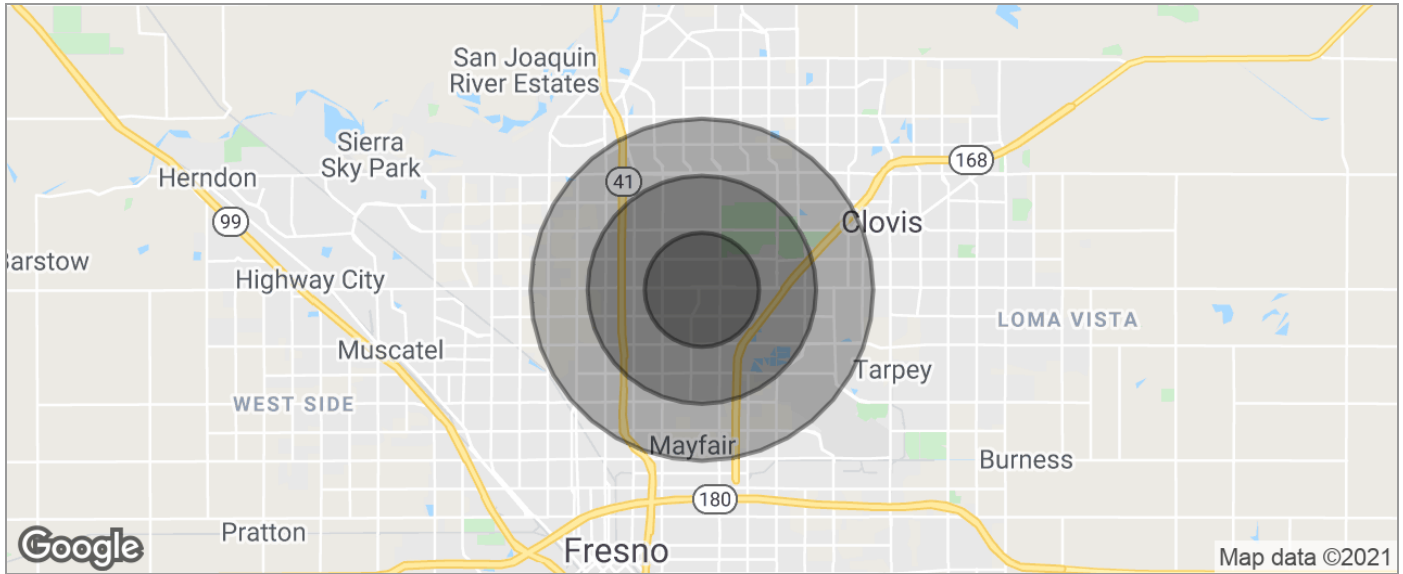 San Joaquin
River Estates
Sierra
Sky Park
168
Herndon
41
99
Clovis
Barstow
Highway City
LOMA VISTA
Muscatel
Tarpey
WEST SIDE
Mayfair
Burness
180
Pratton
Google
Fresno
Map data ©2021